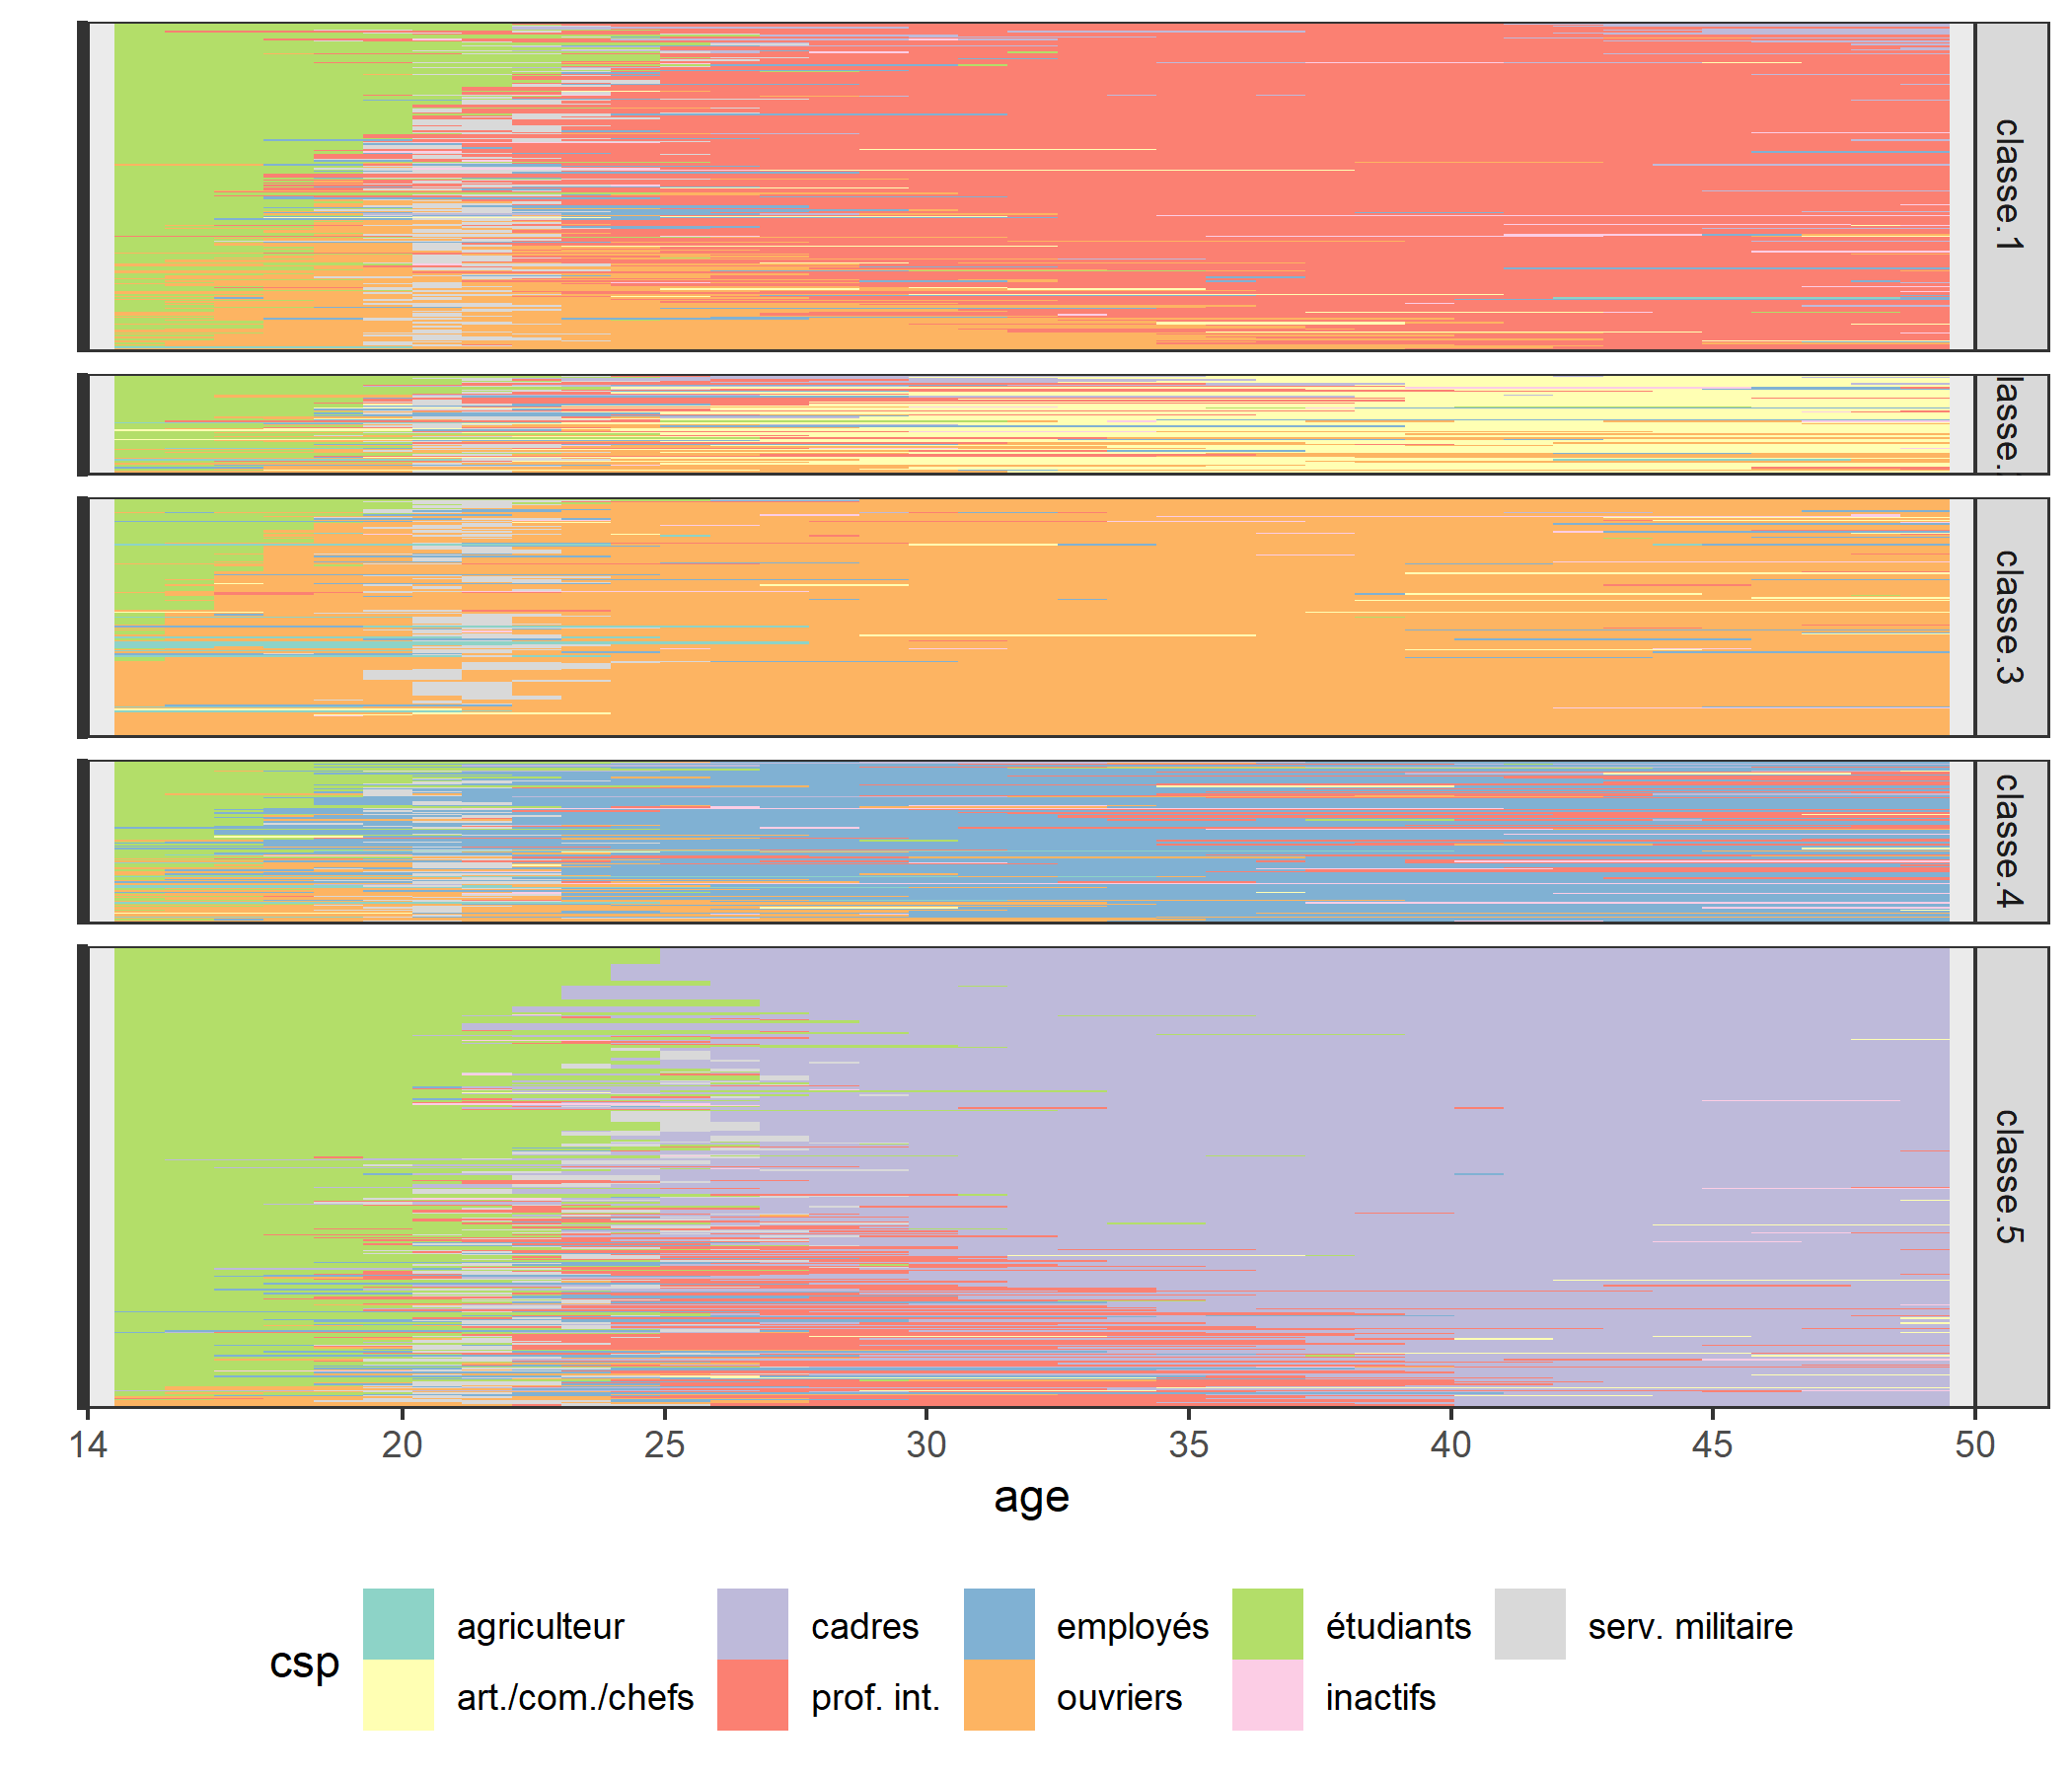 classe.1
lasse.
classe.3
classe.4
classe.5
14 20 25 30 35 40 45 50
age
csp
agriculteur cadres employés étudiants serv. militaire
art./com./chefs prof. int. ouvriers inactifs